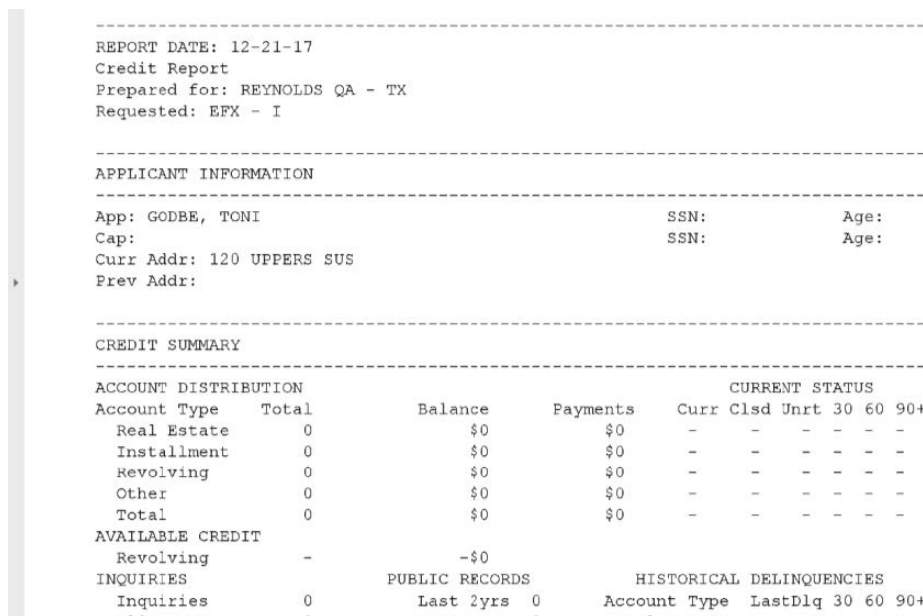 REPORT DATE: 12-21-17
Credit Report
Prepared for: REYNOLDS QA - TX
Requested: EFX - I
APPLICANT INFORMATION
App: GODBE, TONI SSN: Age:
Cap: SSN: Age:
Curr Addr: 120 UPPERS SUS
Prev Addr:
CREDIT SUMMARY
ACCOUNT DISTRIBUTION CURRENT STATUS
Account Type Total Balance Payments Curr Clsd Unrt 30 60 90+
Real Estate 0 $0 $0 - - - - - -
Installment 0 $0 $0 - - - - - -
Revolving 0 $0 $0 - - - - - -
Other 0 $0 $0 - - - - - -
Total 0 $0 $0 - - - - - -
AVAILABLE CREDIT
Revolving - -$0
INQUIRIES PUBLIC RECORDS HISTORICAL DELINQUENCIES
Inquiries 0 Last 2yrs 0 Account Type LastDlq 30 60 90+